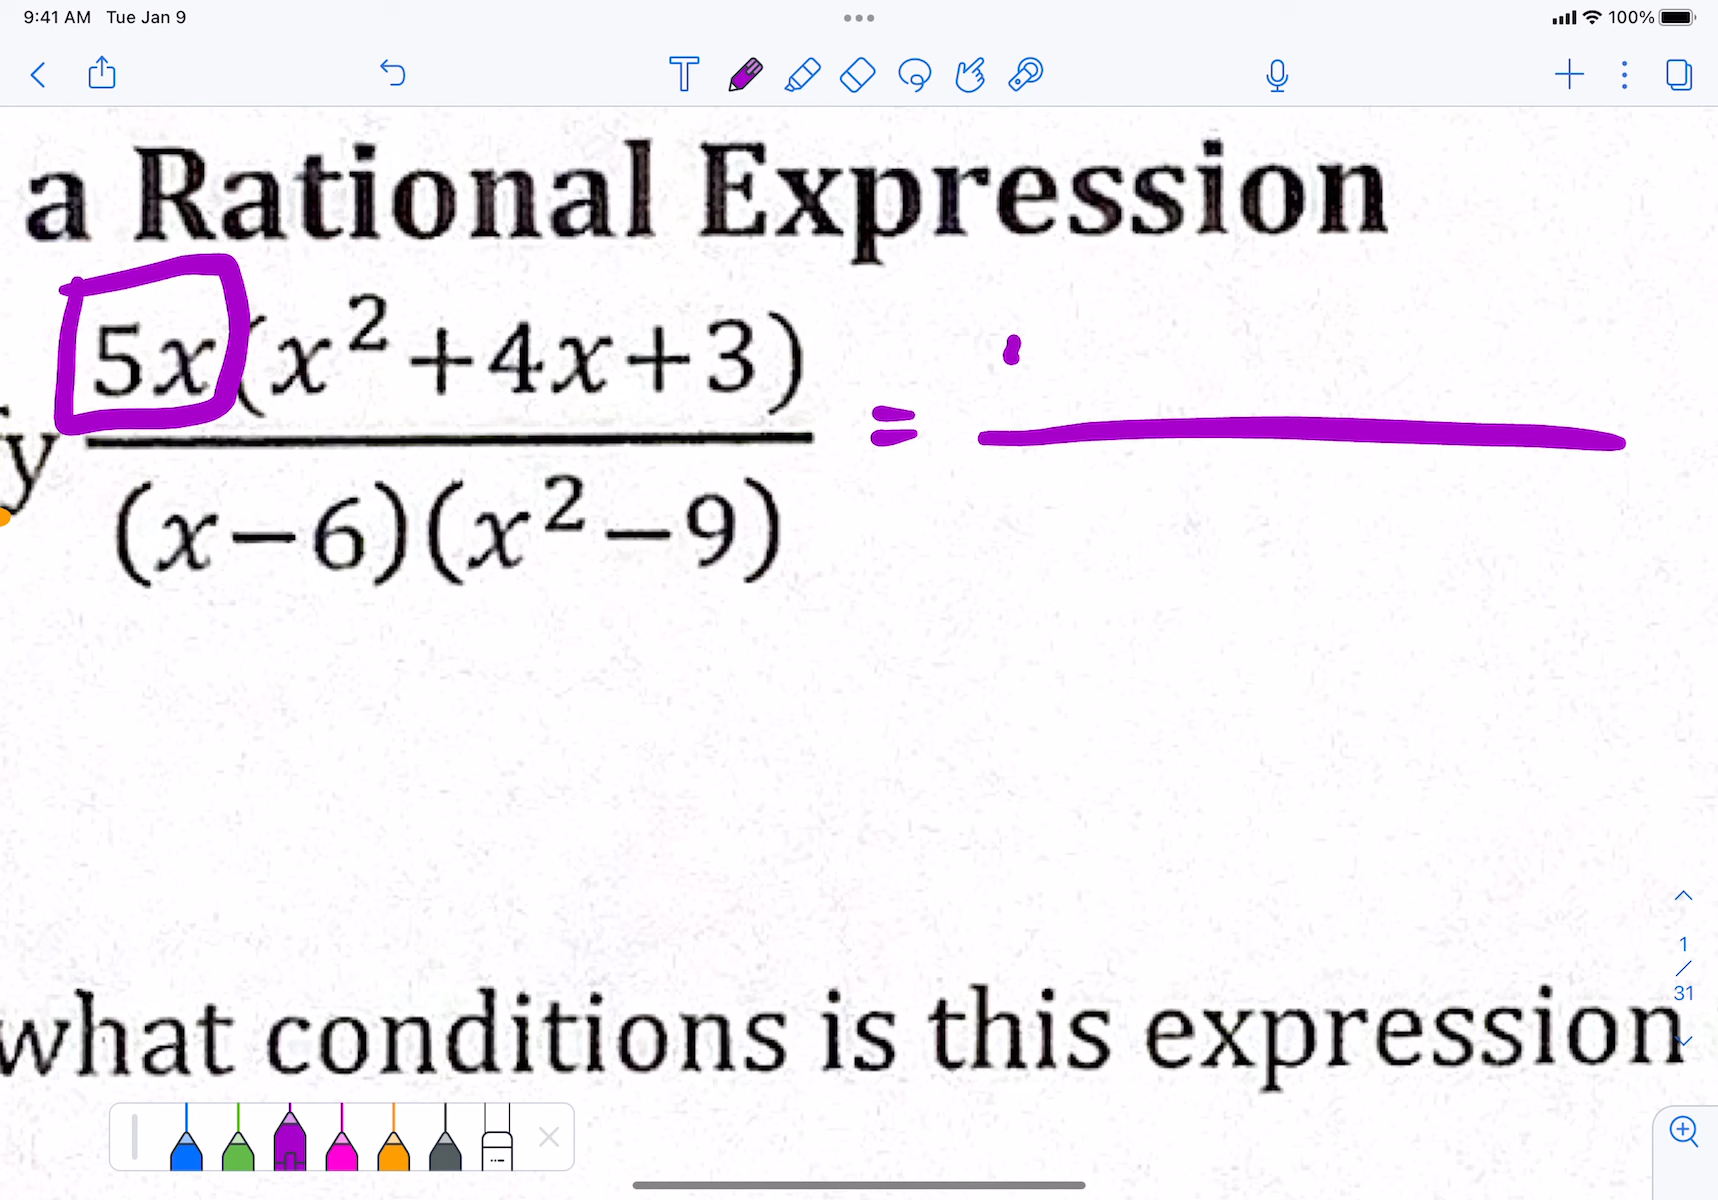 9:41 AM Tue Jan 9
100%
a Rational Expression
5x(x²+4x+3)
=
y
(x−6)(x²−9)
1
/
31
what conditions is this expression